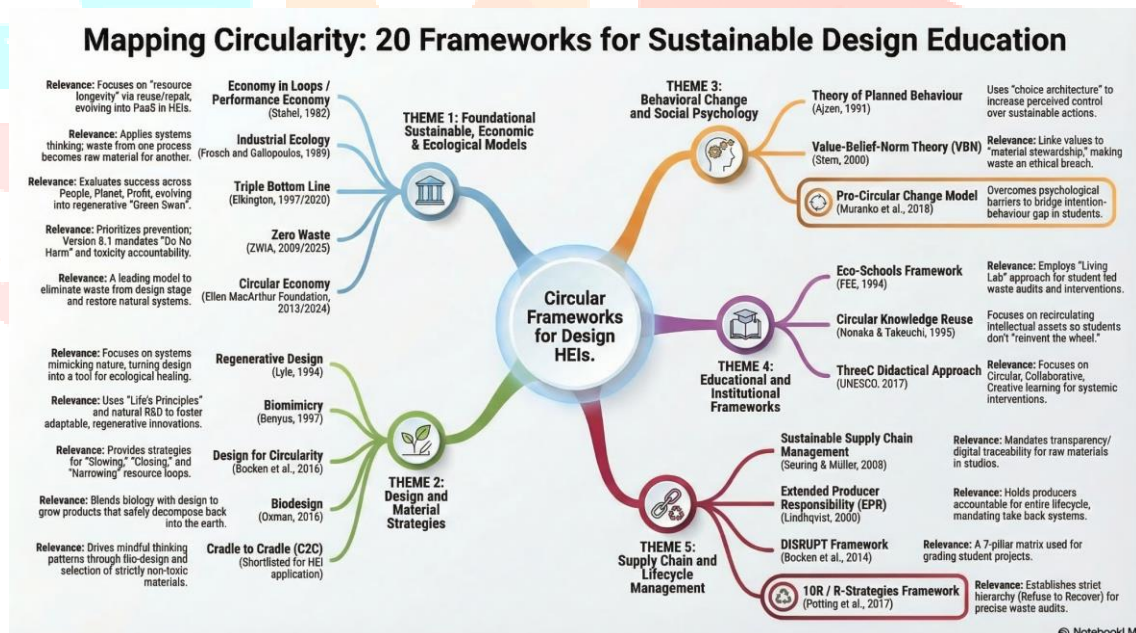 Mapping Circularity: 20 Frameworks for Sustainable Design Education
Relevance: Focuses on "resource
longevity" via reuse/repak,
evolving into PaaS in HEIs.
Economy in Loops /
Performance Economy
(Stahel, 1982)
Relevance: Applies systems
thinking; waste from one process
becomes raw material for another.
Industrial Ecology
(Frosch and Gallopoulos, 1989)
Relevance: Evaluates success across
People, Planet, Profit, evolving
into regenerative "Green Swan".
Triple Bottom Line
(Elkington, 1997/2020)
Relevance: Prioritizes prevention;
Version 8.1 mandates "Do No
Harm" and toxicity accountability.
Zero Waste
(ZWIA, 2009/2025)
Relevance: A leading model to
eliminate waste from design stage
and restore natural systems.
Circular Economy
(Ellen MacArthur Foundation,
2013/2024)
THEME 1: Foundational
Sustainable, Economic
& Ecological Models
Relevance: Focuses on systems
mimicking nature, turning design
into a tool for ecological healing.
Regenerative Design
(Lyle, 1994)
Relevance: Uses "Life's Principles"
and natural R&D to foster
adaptable, regenerative innovations.
Biomimicry
(Benyus, 1997)
Relevance: Provides strategies
for "Slowing," "Closing," and
"Narrowing" resource loops.
Design for Circularity
(Bocken et al., 2016)
Relevance: Blends biology with design to
grow products that safely decompose back
into the earth.
Biodesign
(Oxman, 2016)
Relevance: Drives mindful thinking
patterns through flio-design and
selection of strictly non-toxic
materials.
Cradle to Cradle (C2C)
(Shortlisted for HEI
application)
THEME 2:
Design and
Material
Strategies
Circular
Frameworks
for Design
HEIs.
THEME 3:
Behavioral Change
and Social Psychology
Theory of Planned Behaviour
(Ajzen, 1991)
Uses "choice architecture" to
increase perceived control
over sustainable actions.
Value-Belief-Norm Theory (VBN)
(Stern, 2000)
Linke values to
"material stewardship," making
waste an ethical breach.
Pro-Circular Change Model
(Muranko et al., 2018)
Overcomes psychological
barriers to bridge intention-
behaviour gap in students.
THEME 4:
Educational and
Institutional
Frameworks
Eco-Schools Framework
(FEE, 1994)
Relevance: Employs "Living
Lab" approach for student fed
waste audits and interventions.
Circular Knowledge Reuse
(Nonaka & Takeuchi, 1995)
Focuses on recirculating
intellectual assets so students
don't "reinvent the wheel."
ThreeC Didactical Approach
(UNESCO. 2017)
Relevance: Focuses on
Circular, Collaborative,
Creative learning for systemic
interventions.
THEME 5:
Supply Chain and
Lifecycle
Management
Sustainable Supply Chain
Management
(Seuring & Müller, 2008)
Relevance: Mandates transparency/
digital traceability for raw materials
in studios.
Extended Producer
Responsibility (EPR)
(Lindhqvist, 2000)
Relevance: Holds producers
accountable for entire lifecycle,
mandating take back systems.
DISRUPT Framework
(Bocken et al., 2014)
Relevance: A 7-pillar matrix used for
grading student projects.
10R / R-Strategies Framework
(Potting et al., 2017)
Relevance: Establishes striet
hierarchy (Refuse to Recover) for
precise waste audits.
NotebookLM